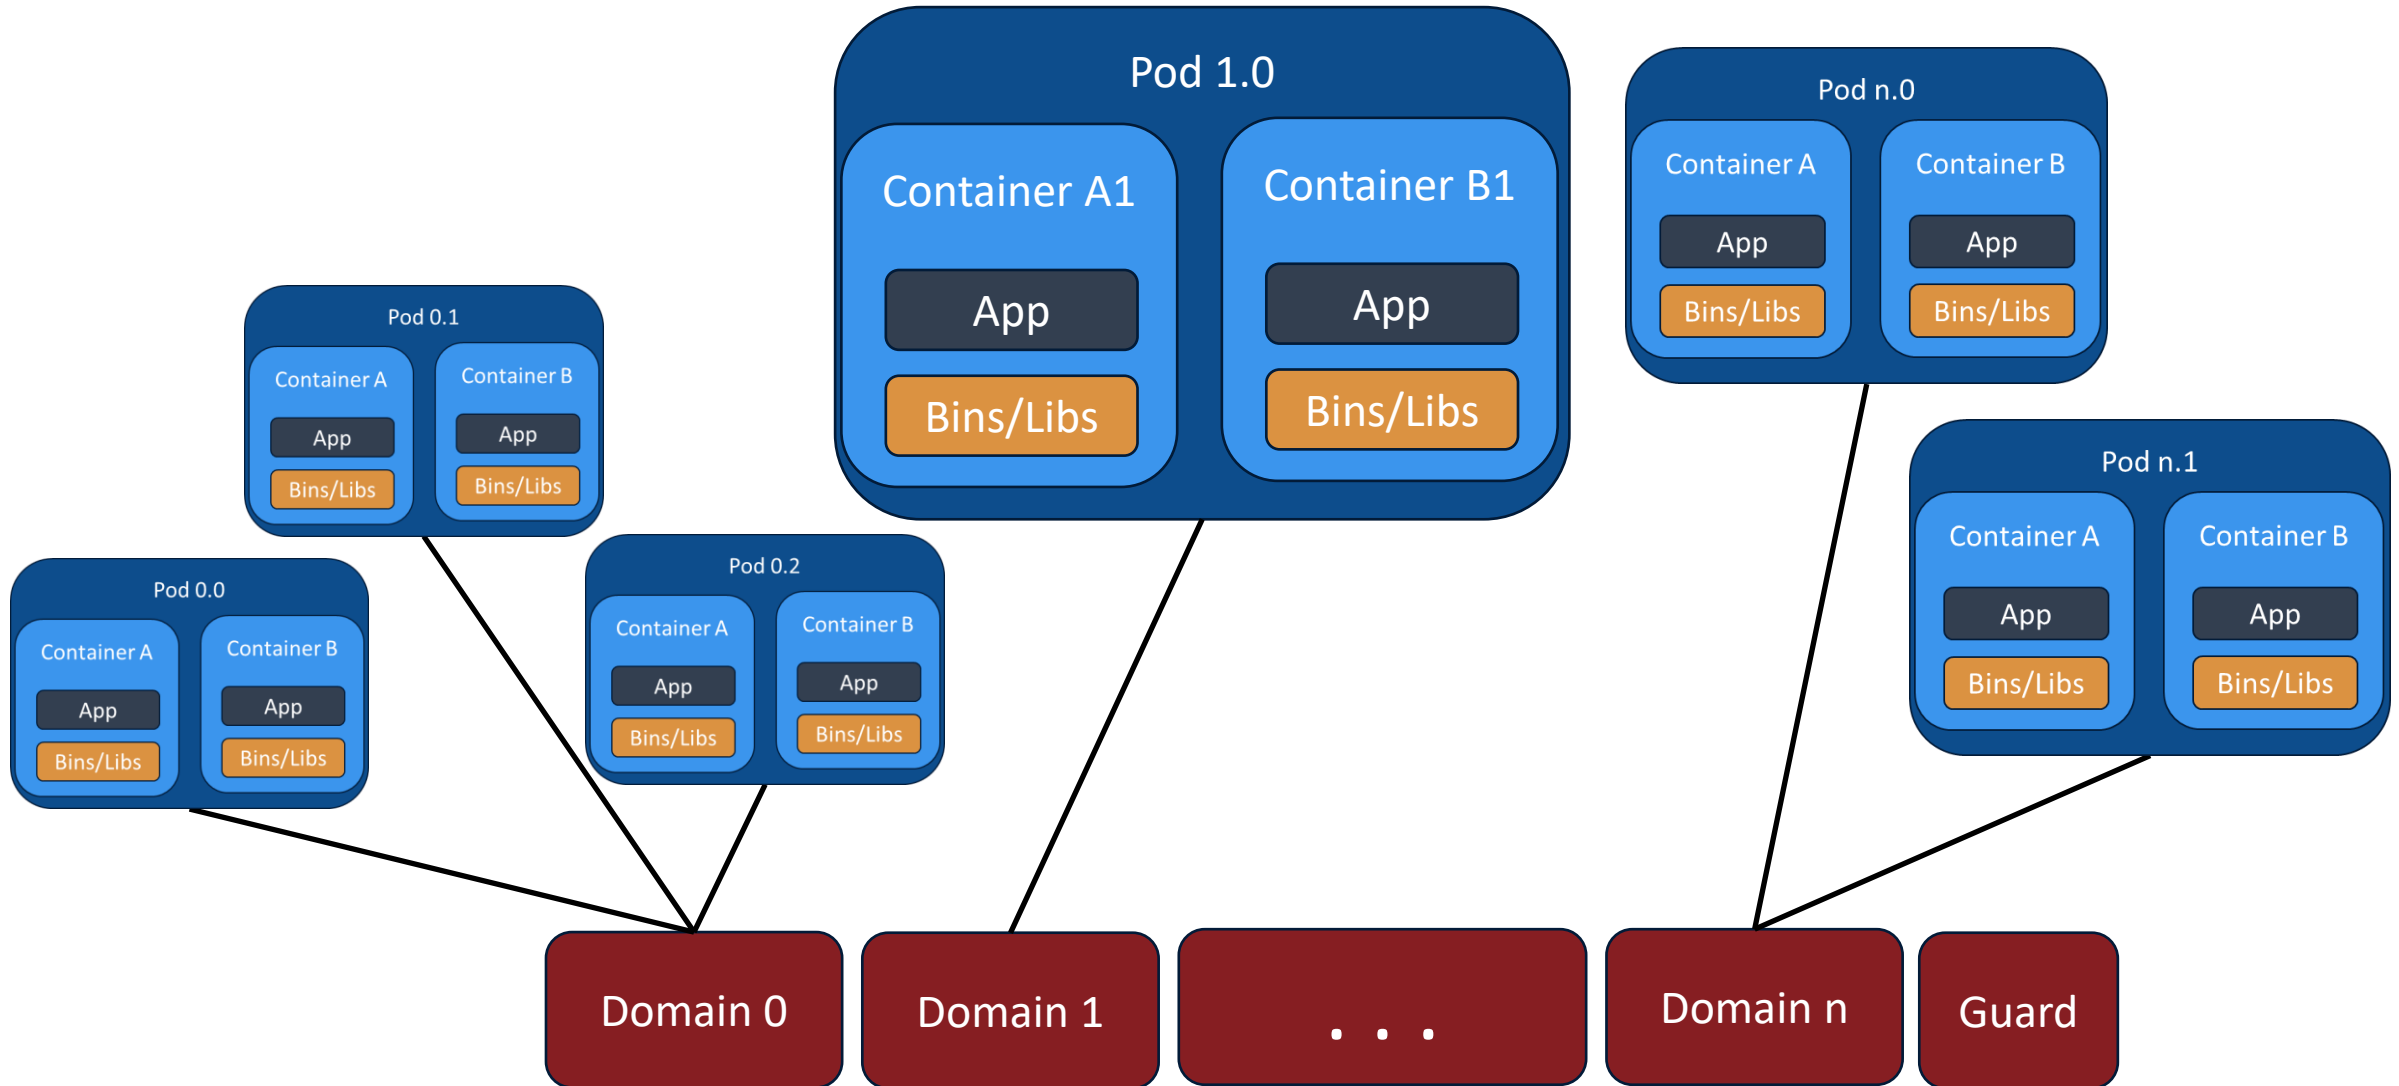 Pod 1.0
Container A1
App
Bins/Libs
Container B1
App
Bins/Libs
Pod n.0
Container A
App
Bins/Libs
Container B
App
Bins/Libs
Pod 0.1
Container A
App
Bins/Libs
Container B
App
Bins/Libs
Pod n.1
Container A
App
Bins/Libs
Container B
App
Bins/Libs
Pod 0.0
Container A
App
Bins/Libs
Container B
App
Bins/Libs
Pod 0.2
Container A
App
Bins/Libs
Container B
App
Bins/Libs
Domain 0
Domain 1
. . .
Domain n
Guard